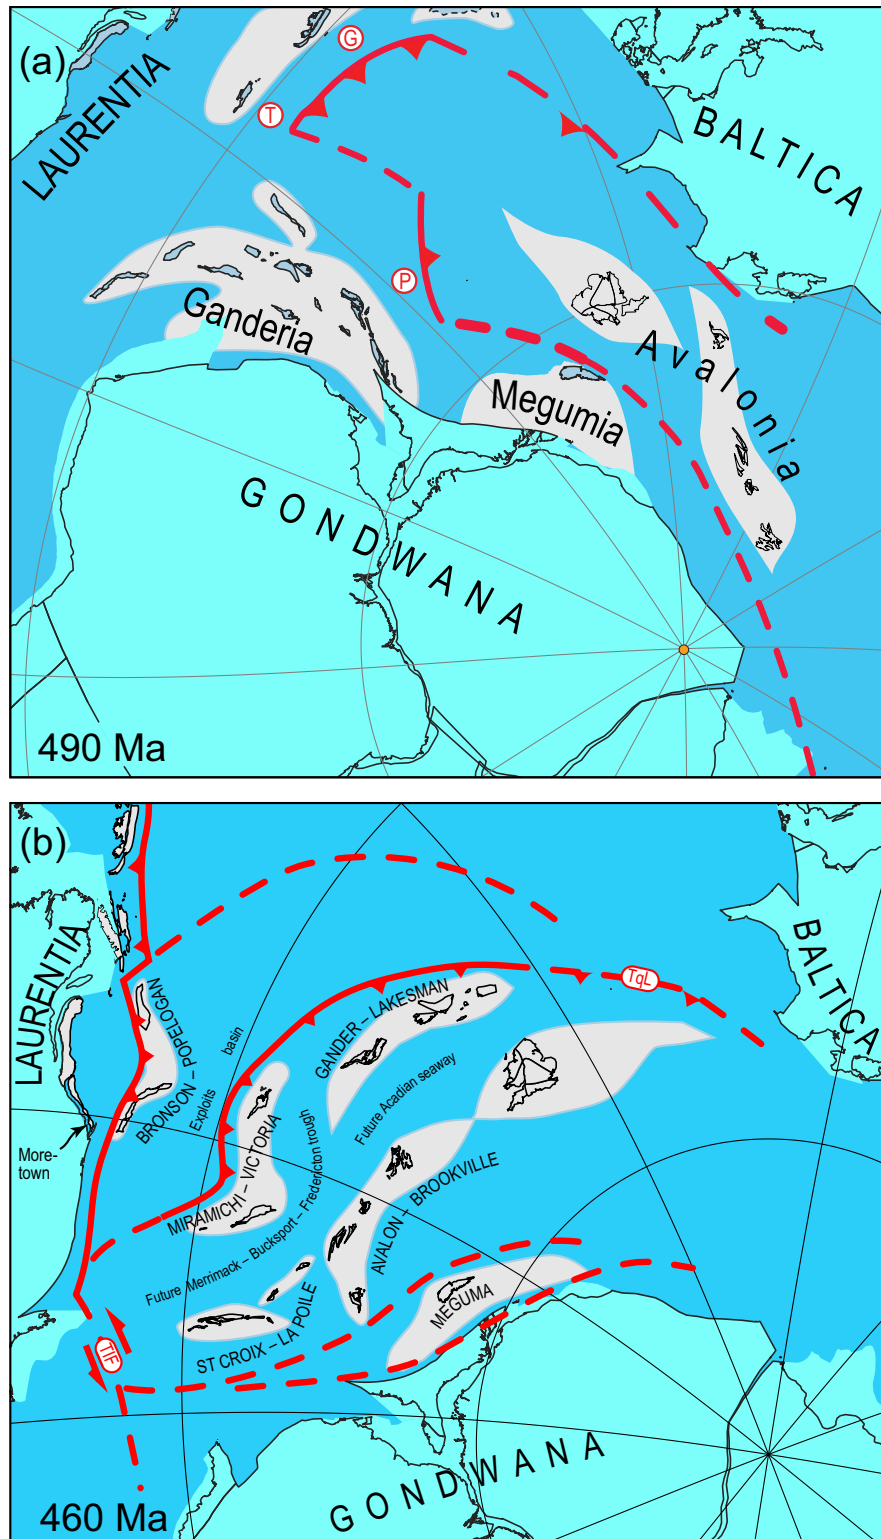 (a)
G
T
LAURENTIA
BALTICA
P
Ganderia
Avalonia
Megumia
GONDWANA
490 Ma
(b)
LAURENTIA
BALTICA
TqL
BRONSON – POPELOGAN
Exploits basin
GANDER – LAKESMAN
Future Acadian seaway
More-
town
MIRAMICHI – VICTORIA
Future Merrimack – Bucksport – Fredericton trough
AVALON – BROOKVILLE
MEGUMA
ST CROIX – LA POILE
TIF
GONDWANA
460 Ma